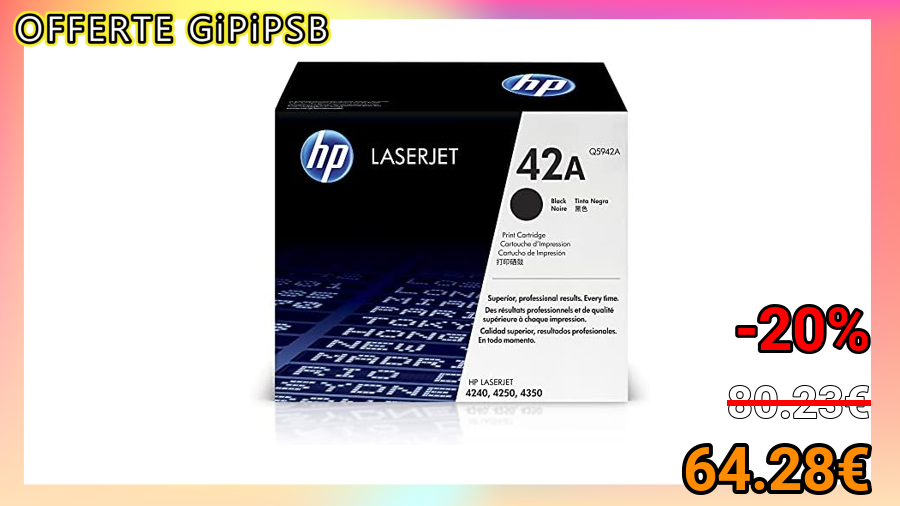 OFFERTE GiPiPSB
hp
hp
LASERJET
42A
Q5942A
Black
Noire
Tinta Negra
黑色
Print Cartridge
Cartouche d'Impression
Cartucho de Impresión
打印硒鼓
Superior, professional results. Every time.
Des résultats professionnels et de qualité
supérieure à chaque impression.
Calidad superior, resultados profesionales.
En todo momento.
HP LASERJET
4240, 4250, 4350
-20%
80.23€
64.28€